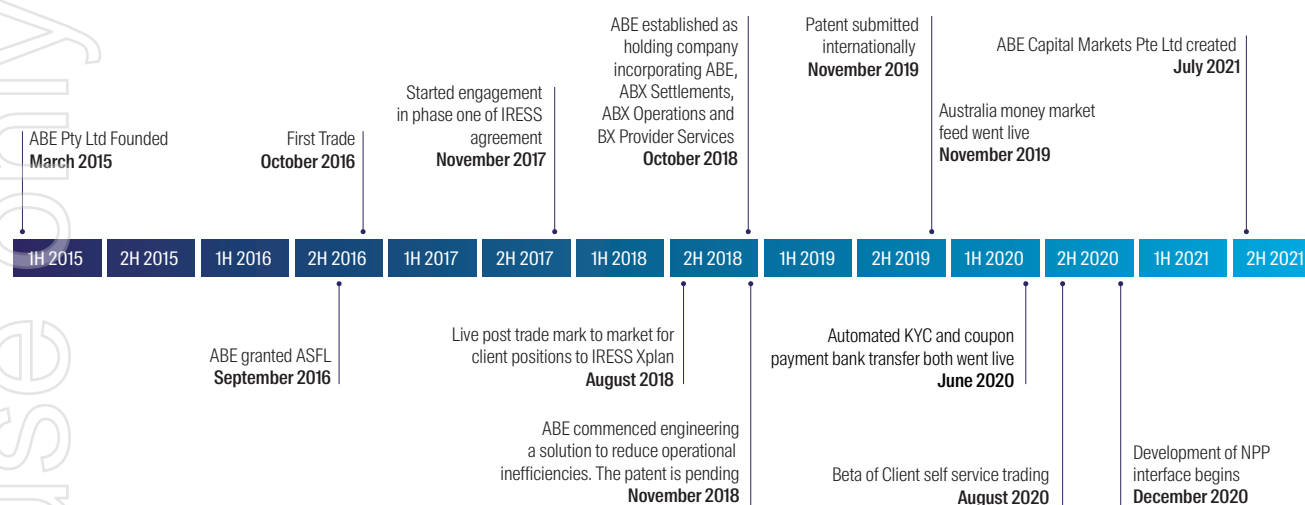 ABE Pty Ltd Founded
March 2015
First Trade
October 2016
Started engagement
in phase one of IRESS
agreement
November 2017
ABE established as
holding company
incorporating ABE,
ABX Settlements,
ABX Operations and
BX Provider Services
October 2018
Patent submitted
internationally
November 2019
Australia money market
feed went live
November 2019
ABE Capital Markets Pte Ltd created
July 2021
1H 2015 2H 2015 1H 2016 2H 2016 1H 2017 2H 2017 1H 2018 2H 2018 1H 2019 2H 2019 1H 2020 2H 2020 1H 2021 2H 2021
ABE granted ASFL
September 2016
Live post trade mark to market for
client positions to IRESS Xplan
August 2018
ABE commenced engineering
a solution to reduce operational
inefficiencies. The patent is pending
November 2018
Automated KYC and coupon
payment bank transfer both went live
June 2020
Beta of Client self service trading
August 2020
Development of NPP
interface begins
December 2020
use only